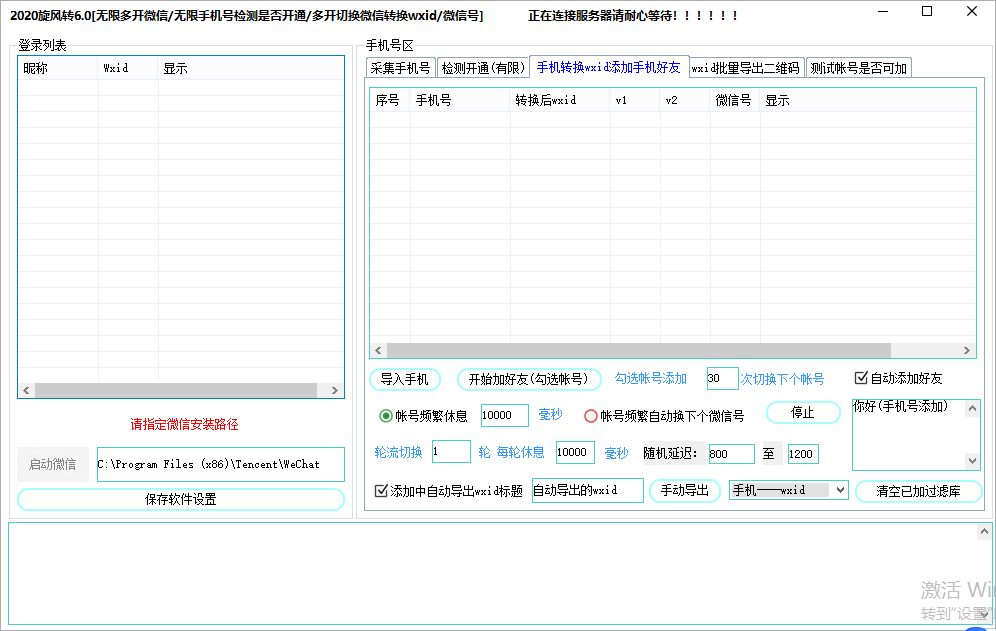 2020旋风转6.0[无限多开微信/无限手机号检测是否开通/多开切换微信转换wxid/微信号] 正在连接服务器请耐心等待!!!!!!
登录列表
昵称 Wxid 显示
请指定微信安装路径
启动微信 C:\Program Files (x86)\Tencent\WeChat
保存软件设置
手机号区
采集手机号 检测开通(有限) 手机转换wxid添加手机好友 wxid批量导出二维码 测试帐号是否可加
序号 手机号 转换后wxid v1 v2 微信号 显示
导入手机 开始加好友(勾选帐号) 勾选帐号添加 30 次切换下个帐号 自动添加好友
帐号频繁休息 10000 毫秒 帐号频繁自动换下个微信号 停止 你好(手机号添加)
轮流切换 1 轮 每轮休息 10000 毫秒 随机延迟: 800 至 1200
添加中自动导出wxid标题 自动导出的wxid 手动导出 手机——wxid 清空已加过滤库
激活 Win
转到"设置"